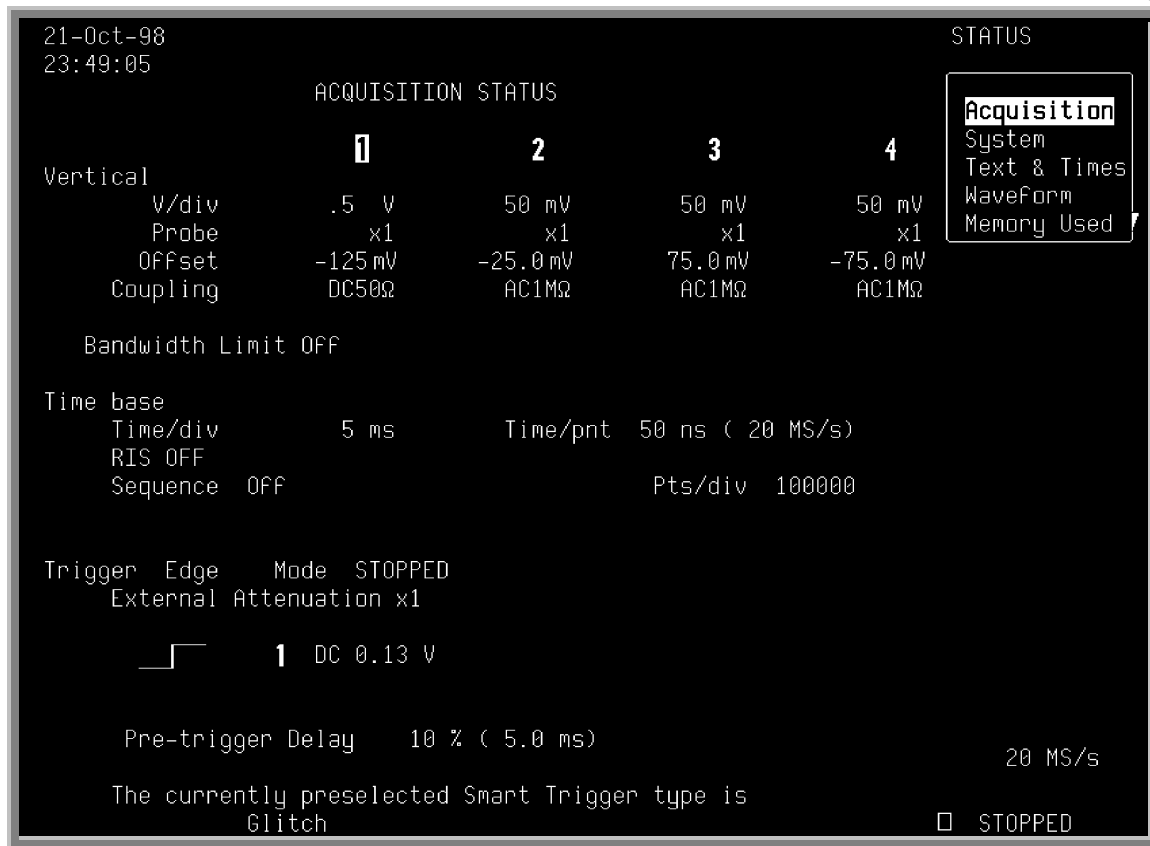 21-Oct-98
23:49:05
STATUS
ACQUISITION STATUS
Acquisition
System
Text & Times
Waveform
Memory Used
1 2 3 4
Vertical
V/div .5 V 50 mV 50 mV 50 mV
Probe x1 x1 x1 x1
Offset -125 mV -25.0 mV 75.0 mV -75.0 mV
Coupling DC50Ω AC1MΩ AC1MΩ AC1MΩ
Bandwidth Limit Off
Time base
Time/div 5 ms Time/pnt 50 ns ( 20 MS/s)
RIS OFF
Sequence Off Pts/div 100000
Trigger Edge Mode STOPPED
External Attenuation x1
1 DC 0.13 V
Pre-trigger Delay 10 % ( 5.0 ms)
20 MS/s
The currently preselected Smart Trigger type is
Glitch
STOPPED